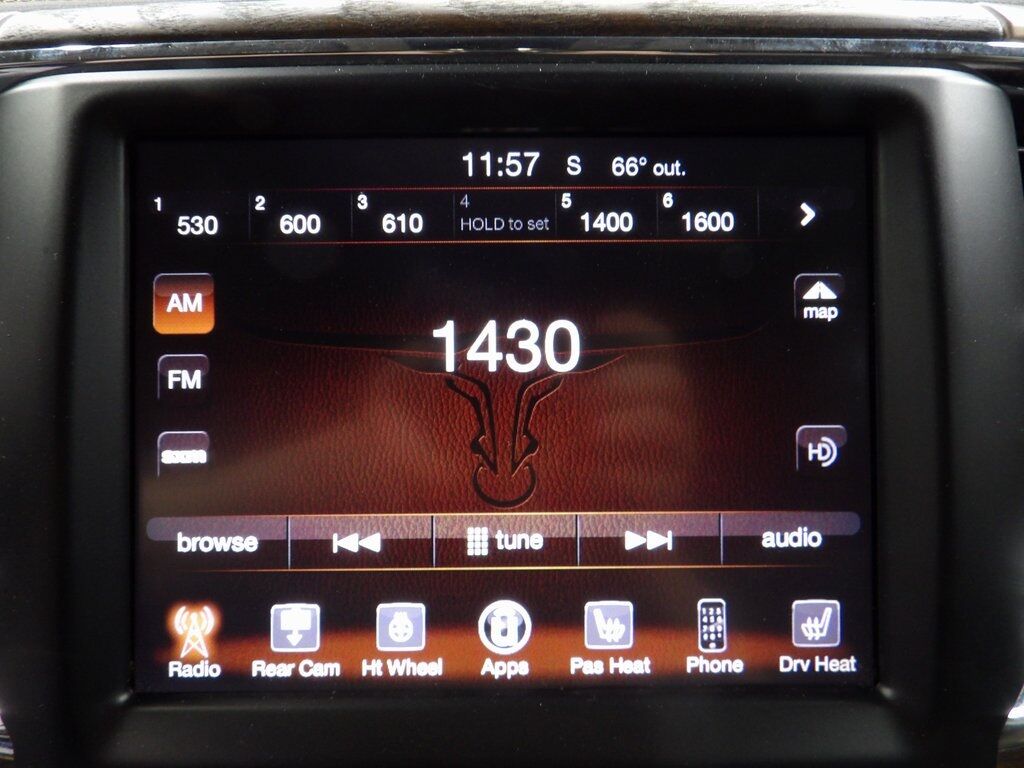 11:57 S 66° out.
1 530 2 600 3 610 4 HOLD to set 5 1400 6 1600
AM
1430
map
FM
HD
browse tune audio
Radio Rear Cam Ht Wheel Apps Pas Heat Phone Drv Heat